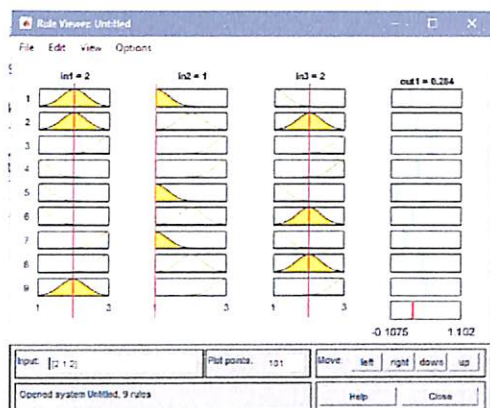 Rule Viewer: Untitled
File Edit View Options
in1 = 2 in2 = 1 in3 = 2 out1 = 0.284
1
2
3
4
5
6
7
8
9
1 3 1 3 1 3
-0.1075 1.102
Input: [2 1 2] Plot points: 101 Move: left right down up
Opened system Untitled, 9 rules Help Close